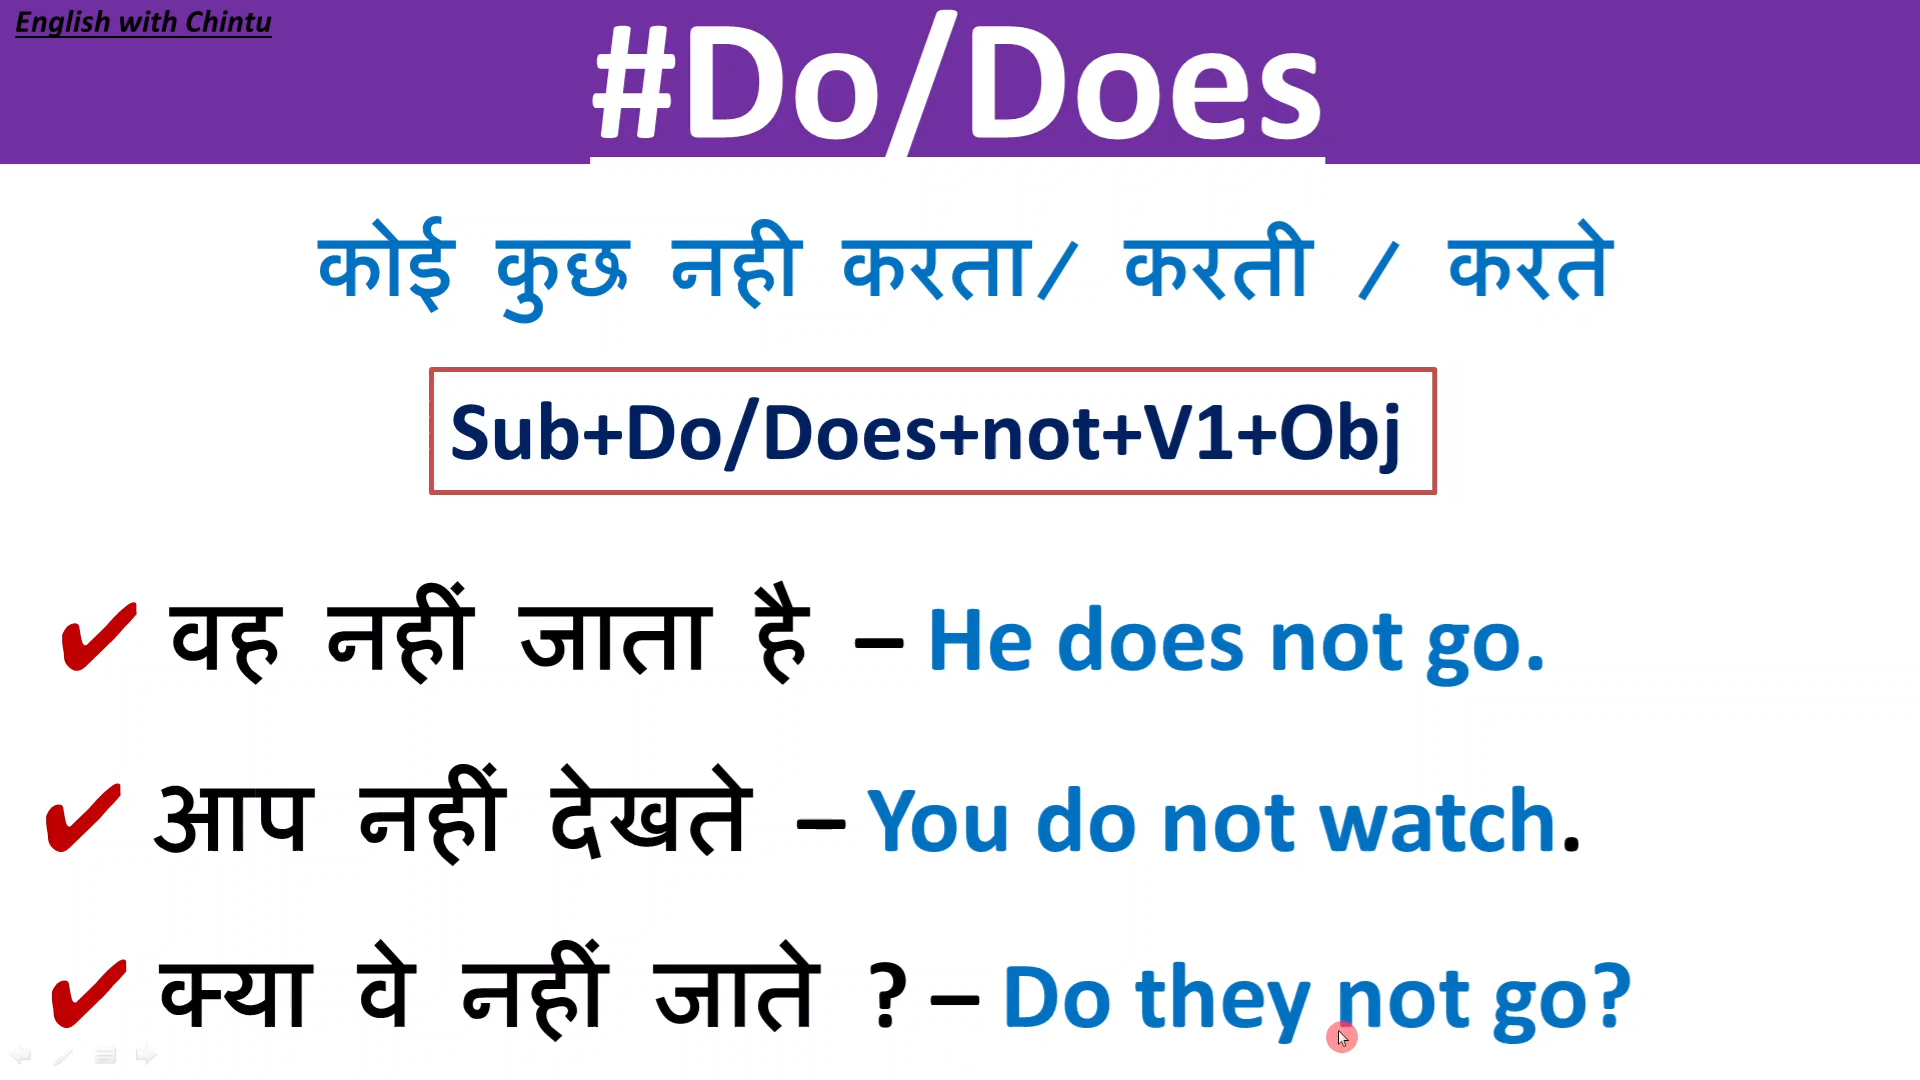 English with Chintu
#Do/Does
कोई कुछ नही करता/ करती / करते
Sub+Do/Does+not+V1+Obj
✔ वह नहीं जाता है – He does not go.
✔ आप नहीं देखते – You do not watch.
✔ क्या वे नहीं जाते ? – Do they not go?